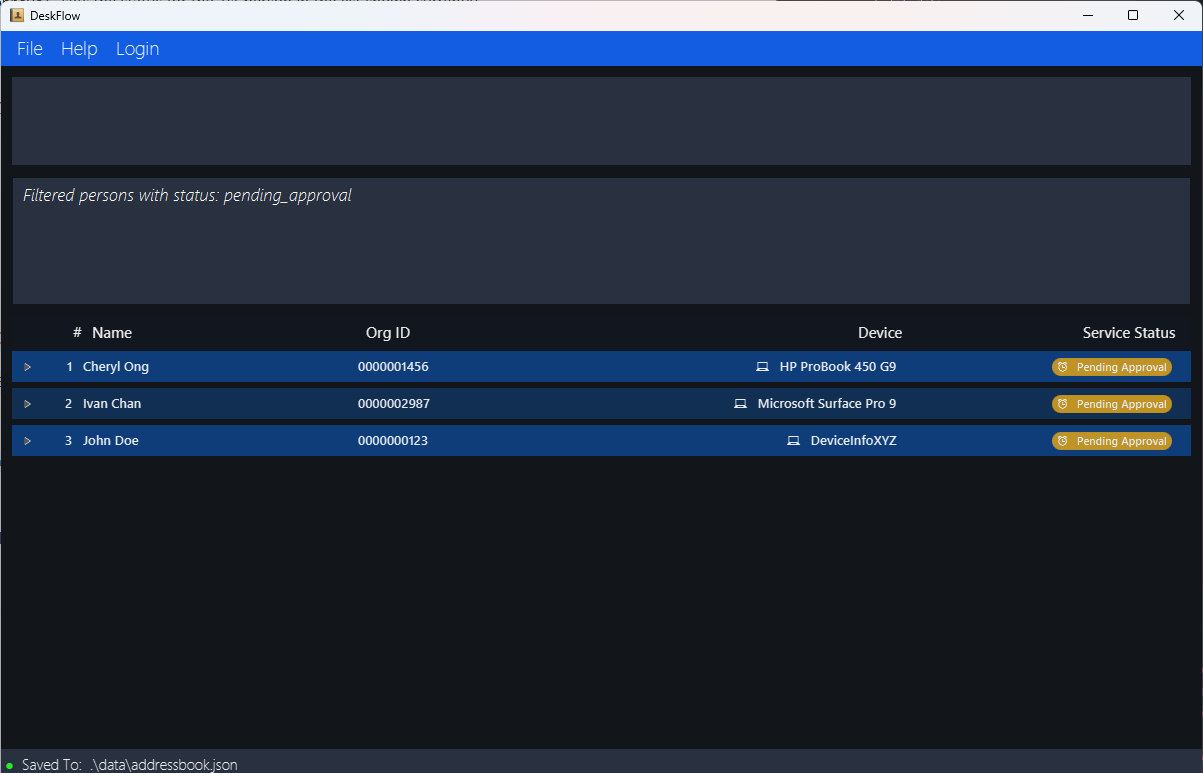 DeskFlow
File Help Login
Filtered persons with status: pending_approval
# Name Org ID Device Service Status
1 Cheryl Ong 0000001456 HP ProBook 450 G9 Pending Approval
2 Ivan Chan 0000002987 Microsoft Surface Pro 9 Pending Approval
3 John Doe 0000000123 DeviceInfoXYZ Pending Approval
Saved To: .\data\addressbook.json